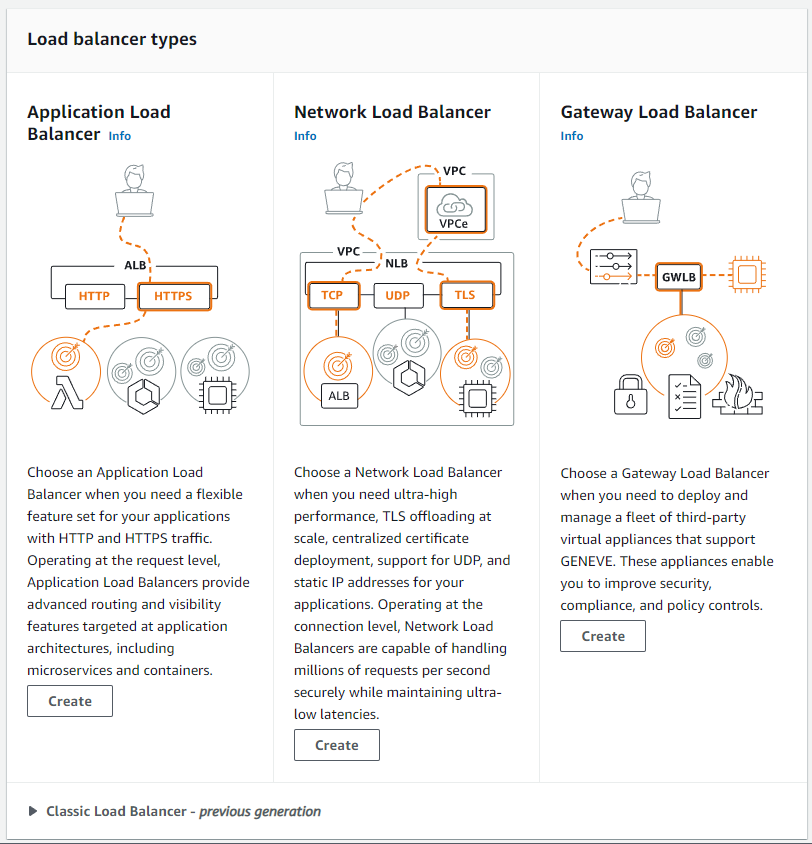 Load balancer types
Application Load
Balancer Info
ALB
HTTP
HTTPS
Choose an Application Load
Balancer when you need a flexible
feature set for your applications
with HTTP and HTTPS traffic.
Operating at the request level,
Application Load Balancers provide
advanced routing and visibility
features targeted at application
architectures, including
microservices and containers.
Create
Network Load Balancer
Info
VPC
VPCe
VPC
NLB
TCP
UDP
TLS
ALB
Choose a Network Load Balancer
when you need ultra-high
performance, TLS offloading at
scale, centralized certificate
deployment, support for UDP, and
static IP addresses for your
applications. Operating at the
connection level, Network Load
Balancers are capable of handling
millions of requests per second
securely while maintaining ultra-
low latencies.
Create
Gateway Load Balancer
Info
GWLB
Choose a Gateway Load Balancer
when you need to deploy and
manage a fleet of third-party
virtual appliances that support
GENEVE. These appliances enable
you to improve security,
compliance, and policy controls.
Create
Classic Load Balancer - previous generation